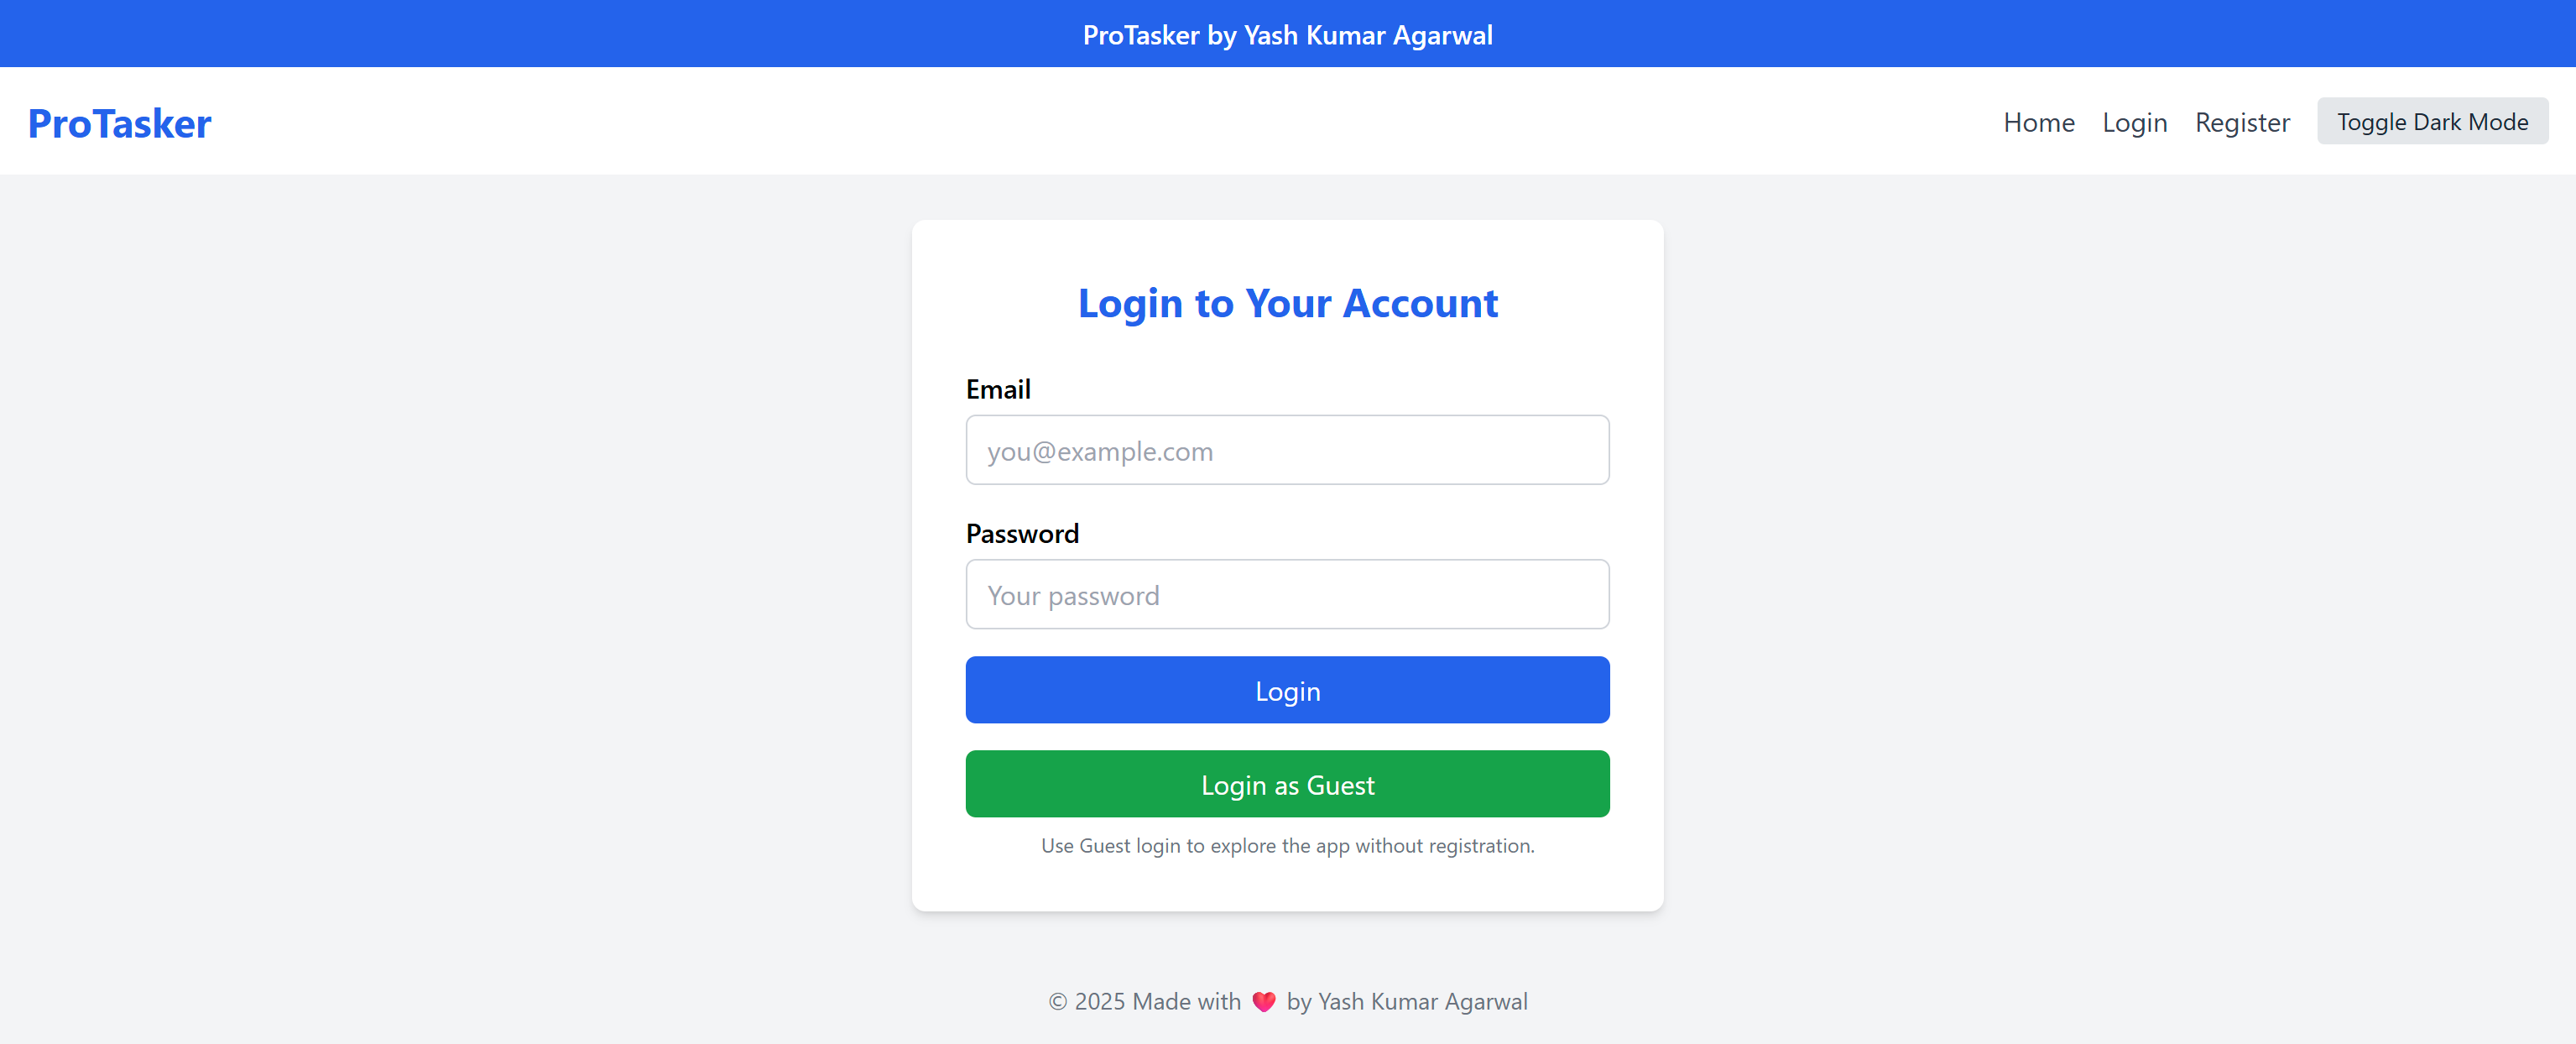 ProTasker by Yash Kumar Agarwal
ProTasker Home Login Register Toggle Dark Mode
Login to Your Account
Email
you@example.com
Password
Your password
Login
Login as Guest
Use Guest login to explore the app without registration.
© 2025 Made with ❤️ by Yash Kumar Agarwal